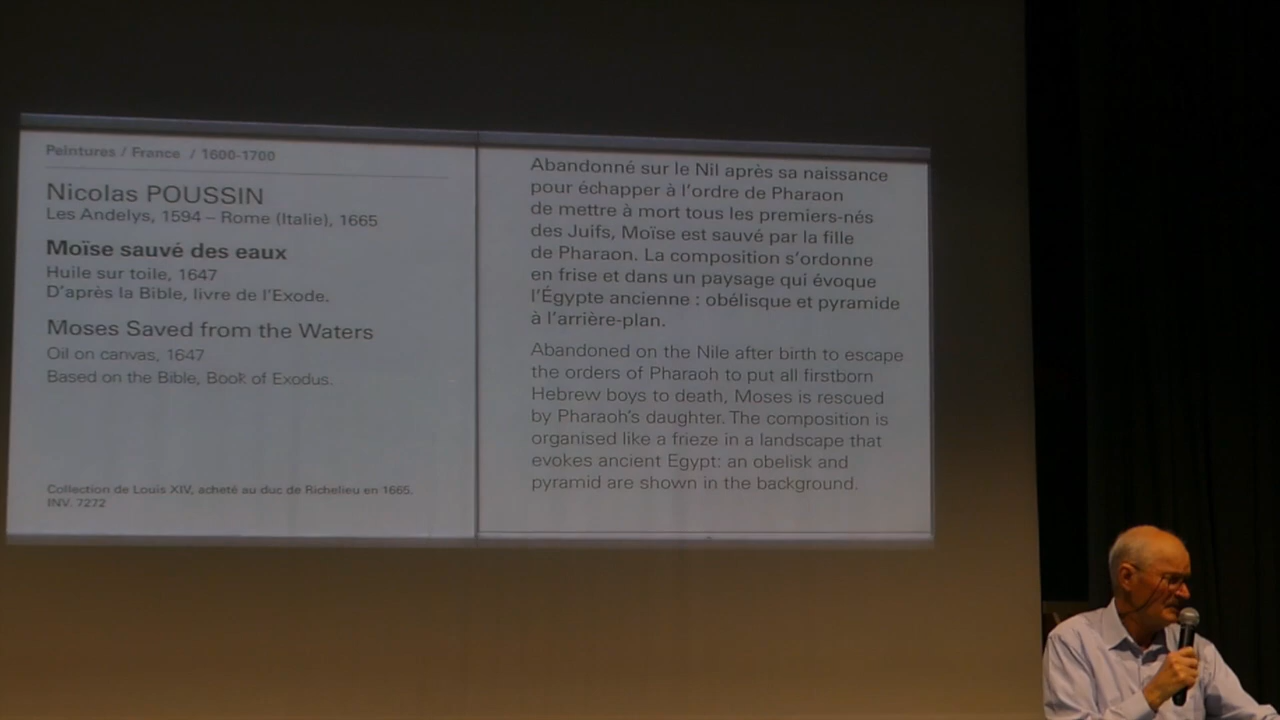 Peintures / France / 1600-1700
Nicolas POUSSIN
Les Andelys, 1594 – Rome (Italie), 1665
Moïse sauvé des eaux
Huile sur toile, 1647
D'après la Bible, livre de l'Exode.
Moses Saved from the Waters
Oil on canvas, 1647
Based on the Bible, Book of Exodus.
Collection de Louis XIV, acheté au duc de Richelieu en 1665.
INV. 7272
Abandonné sur le Nil après sa naissance
pour échapper à l'ordre de Pharaon
de mettre à mort tous les premiers-nés
des Juifs, Moïse est sauvé par la fille
de Pharaon. La composition s'ordonne
en frise et dans un paysage qui évoque
l'Égypte ancienne : obélisque et pyramide
à l'arrière-plan.
Abandoned on the Nile after birth to escape
the orders of Pharaoh to put all firstborn
Hebrew boys to death, Moses is rescued
by Pharaoh's daughter. The composition is
organised like a frieze in a landscape that
evokes ancient Egypt: an obelisk and
pyramid are shown in the background.